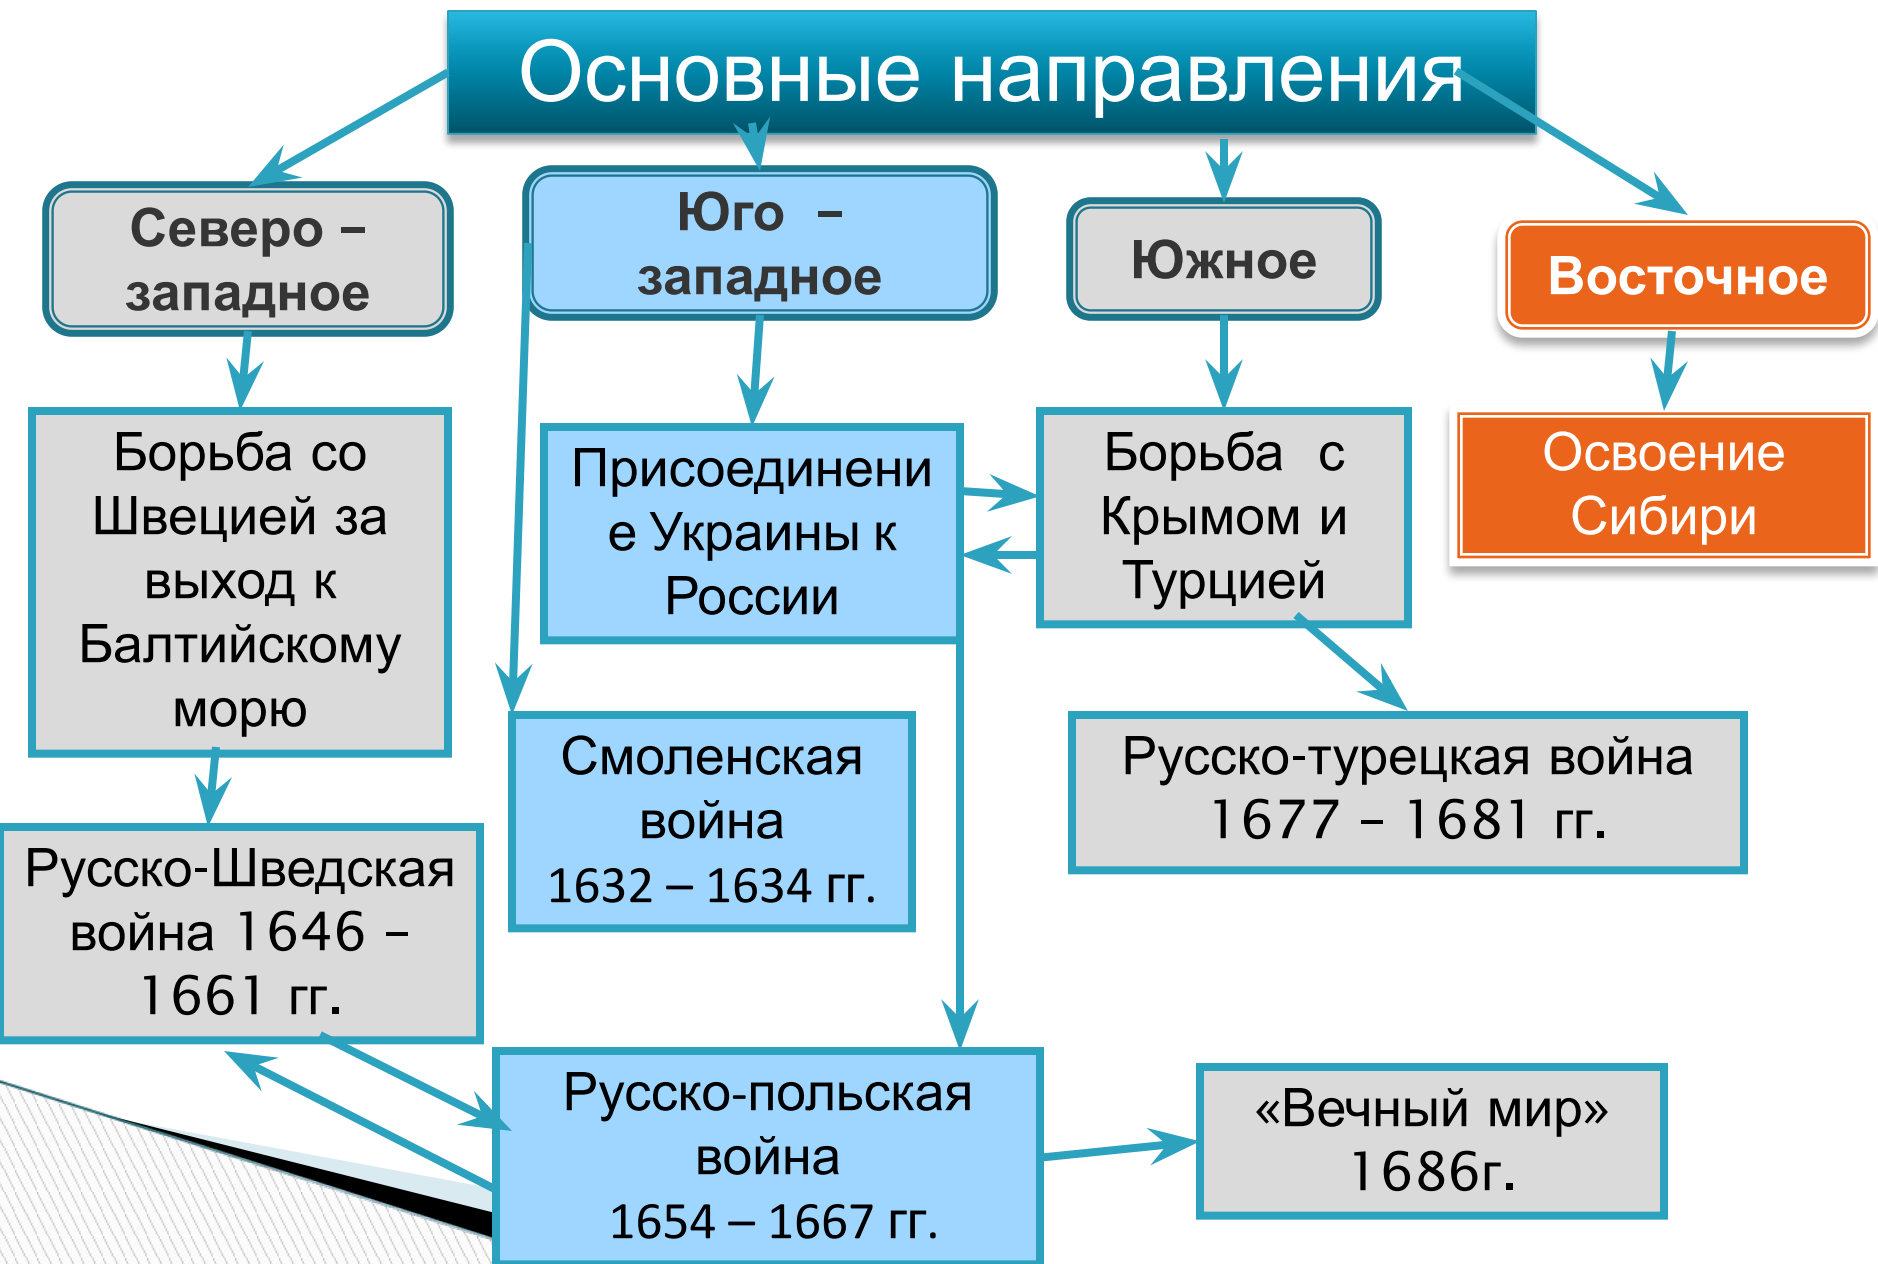 Основные направления
Северо –
западное
Юго –
западное
Южное
Восточное
Борьба со
Швецией за
выход к
Балтийскому
морю
Присоединени
е Украины к
России
Борьба с
Крымом и
Турцией
Освоение
Сибири
Смоленская
война
1632 – 1634 гг.
Русско-турецкая война
1677 – 1681 гг.
Русско-Шведская
война 1646 –
1661 гг.
Русско-польская
война
1654 – 1667 гг.
«Вечный мир»
1686г.